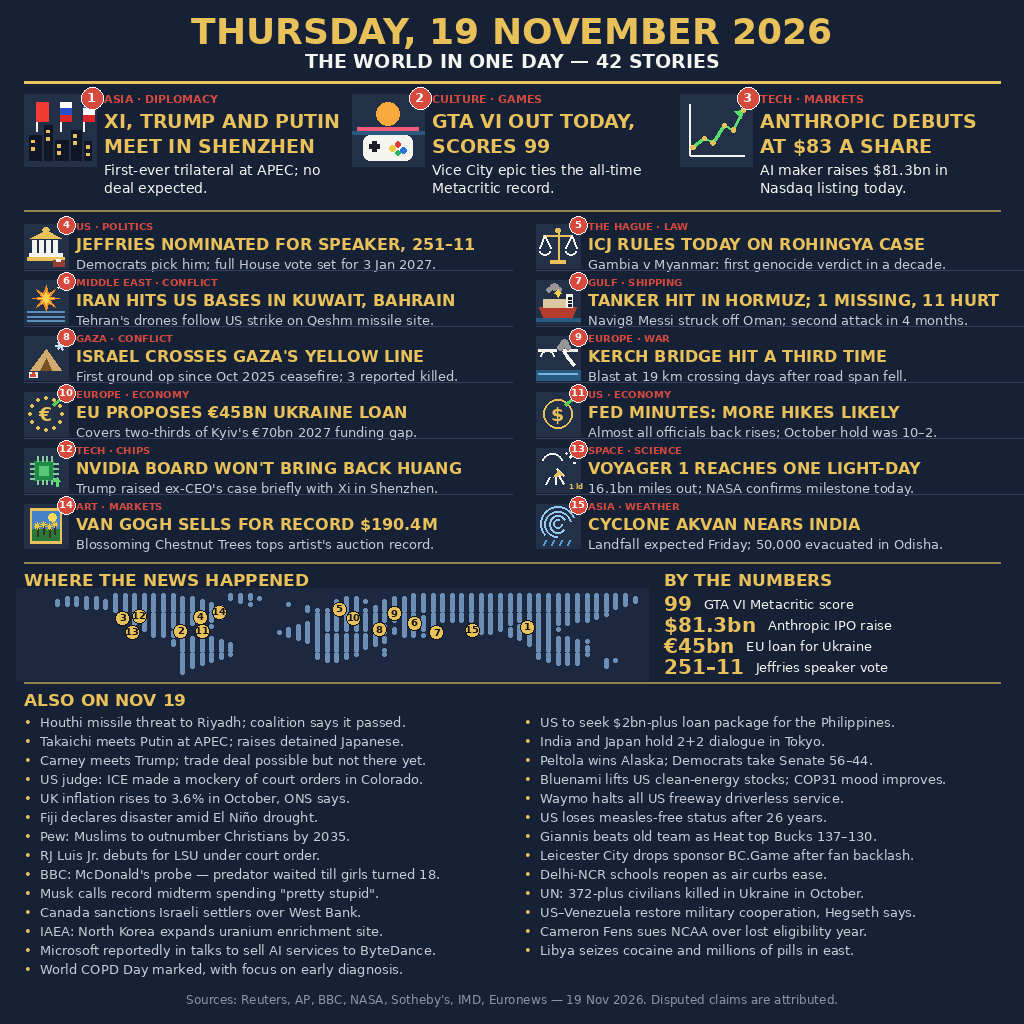 THURSDAY, 19 NOVEMBER 2026
THE WORLD IN ONE DAY — 42 STORIES
1
ASIA · DIPLOMACY
XI, TRUMP AND PUTIN
MEET IN SHENZHEN
First-ever trilateral at APEC; no
deal expected.
2
CULTURE · GAMES
GTA VI OUT TODAY,
SCORES 99
Vice City epic ties the all-time
Metacritic record.
3
TECH · MARKETS
ANTHROPIC DEBUTS
AT $83 A SHARE
AI maker raises $81.3bn in
Nasdaq listing today.
4
US · POLITICS
JEFFRIES NOMINATED FOR SPEAKER, 251–11
Democrats pick him; full House vote set for 3 Jan 2027.
5
THE HAGUE · LAW
ICJ RULES TODAY ON ROHINGYA CASE
Gambia v Myanmar: first genocide verdict in a decade.
6
MIDDLE EAST · CONFLICT
IRAN HITS US BASES IN KUWAIT, BAHRAIN
Tehran's drones follow US strike on Qeshm missile site.
7
GULF · SHIPPING
TANKER HIT IN HORMUZ; 1 MISSING, 11 HURT
Navig8 Messi struck off Oman; second attack in 4 months.
8
GAZA · CONFLICT
ISRAEL CROSSES GAZA'S YELLOW LINE
First ground op since Oct 2025 ceasefire; 3 reported killed.
9
EUROPE · WAR
KERCH BRIDGE HIT A THIRD TIME
Blast at 19 km crossing days after road span fell.
10
€
EUROPE · ECONOMY
EU PROPOSES €45BN UKRAINE LOAN
Covers two-thirds of Kyiv's €70bn 2027 funding gap.
11
$
US · ECONOMY
FED MINUTES: MORE HIKES LIKELY
Almost all officials back rises; October hold was 10–2.
12
TECH · CHIPS
NVIDIA BOARD WON'T BRING BACK HUANG
Trump raised ex-CEO's case briefly with Xi in Shenzhen.
13
1 ld
SPACE · SCIENCE
VOYAGER 1 REACHES ONE LIGHT-DAY
16.1bn miles out; NASA confirms milestone today.
14
ART · MARKETS
VAN GOGH SELLS FOR RECORD $190.4M
Blossoming Chestnut Trees tops artist's auction record.
15
ASIA · WEATHER
CYCLONE AKVAN NEARS INDIA
Landfall expected Friday; 50,000 evacuated in Odisha.
WHERE THE NEWS HAPPENED
3
12
13
2
4
14
11
5
10
8
9
6
7
15
1
BY THE NUMBERS
99 GTA VI Metacritic score
$81.3bn Anthropic IPO raise
€45bn EU loan for Ukraine
251–11 Jeffries speaker vote
ALSO ON NOV 19
• Houthi missile threat to Riyadh; coalition says it passed.
• Takaichi meets Putin at APEC; raises detained Japanese.
• Carney meets Trump; trade deal possible but not there yet.
• US judge: ICE made a mockery of court orders in Colorado.
• UK inflation rises to 3.6% in October, ONS says.
• Fiji declares disaster amid El Niño drought.
• Pew: Muslims to outnumber Christians by 2035.
• RJ Luis Jr. debuts for LSU under court order.
• BBC: McDonald's probe — predator waited till girls turned 18.
• Musk calls record midterm spending "pretty stupid".
• Canada sanctions Israeli settlers over West Bank.
• IAEA: North Korea expands uranium enrichment site.
• Microsoft reportedly in talks to sell AI services to ByteDance.
• World COPD Day marked, with focus on early diagnosis.
• US to seek $2bn-plus loan package for the Philippines.
• India and Japan hold 2+2 dialogue in Tokyo.
• Peltola wins Alaska; Democrats take Senate 56–44.
• Bluenami lifts US clean-energy stocks; COP31 mood improves.
• Waymo halts all US freeway driverless service.
• US loses measles-free status after 26 years.
• Giannis beats old team as Heat top Bucks 137–130.
• Leicester City drops sponsor BC.Game after fan backlash.
• Delhi-NCR schools reopen as air curbs ease.
• UN: 372-plus civilians killed in Ukraine in October.
• US–Venezuela restore military cooperation, Hegseth says.
• Cameron Fens sues NCAA over lost eligibility year.
• Libya seizes cocaine and millions of pills in east.
Sources: Reuters, AP, BBC, NASA, Sotheby's, IMD, Euronews — 19 Nov 2026. Disputed claims are attributed.